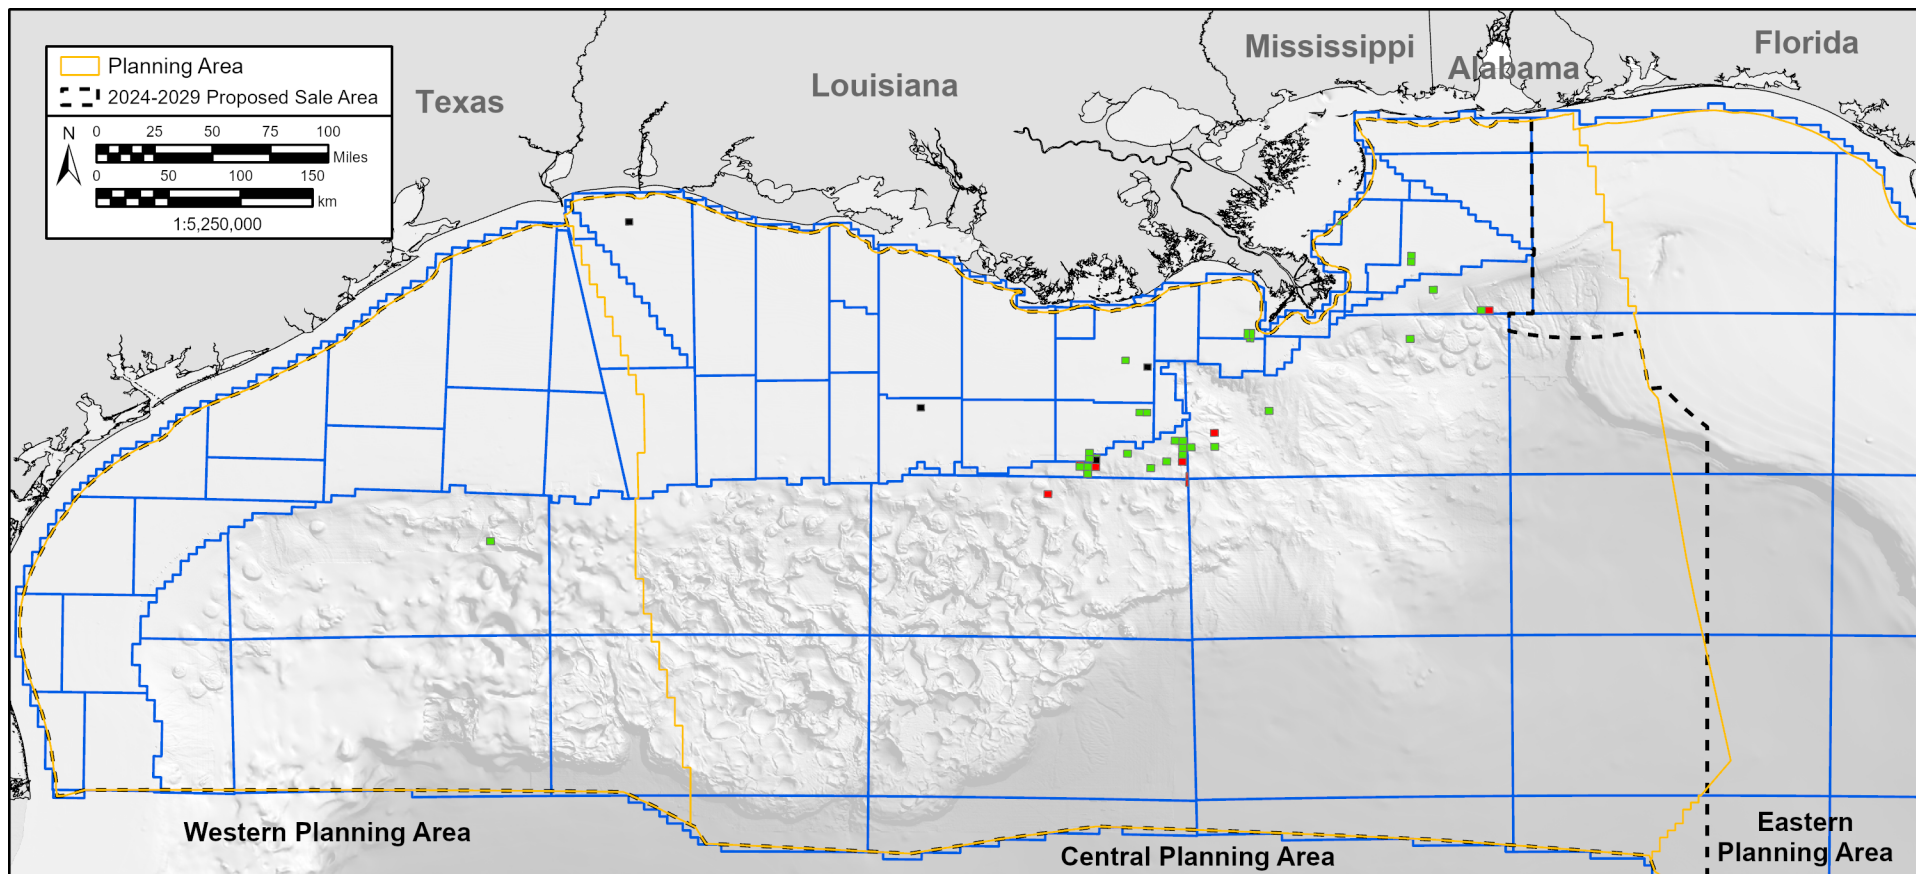 Planning Area
2024-2029 Proposed Sale Area
N
0 25 50 75 100
Miles
0 50 100 150
km
1:5,250,000
Texas
Louisiana
Mississippi
Alabama
Florida
Western Planning Area
Central Planning Area
Eastern
Planning Area